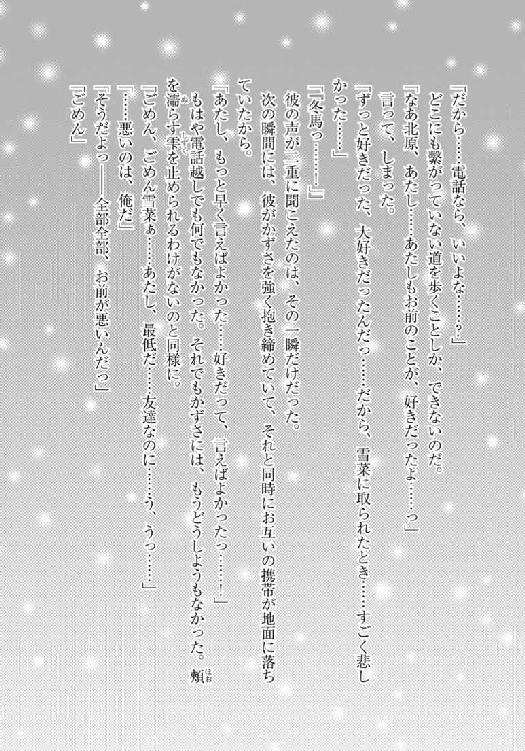 『だから……電話なら、いいよな……？』
どこにも繋がっていない道を歩くことしか、できないのだ。
『なあ北原、あたし……あたしもお前のことが、好きだったよ……っ』
言って、しまった。
『ずっと好きだった、大好きだったんだっ……だから、雪菜に取られたとき……すごく悲し
かった……』
『「冬馬っ………』」
彼の声が二重に聞こえたのは、その一瞬だけだった。
次の瞬間には、彼がかずさを強く抱き締めていて、それと同時にお互いの携帯が地面に落ち
ていたから。
「あたし、もっと早く言えばよかった……好きだって、言えばよかったっ……！」
もはや電話越しでも何でもなかった。それでもかずさには、もうどうしようもなかった。頬
ほお
を濡らす雫を止められるわけがないのと同様に。
ぬ しずく
「ごめん、ごめん雪菜ぁ……あたし、最低だ……友達なのに……う、うっ……」
「……悪いのは、俺だ」
「そうだよっ――全部全部、お前が悪いんだっ」
「ごめん」